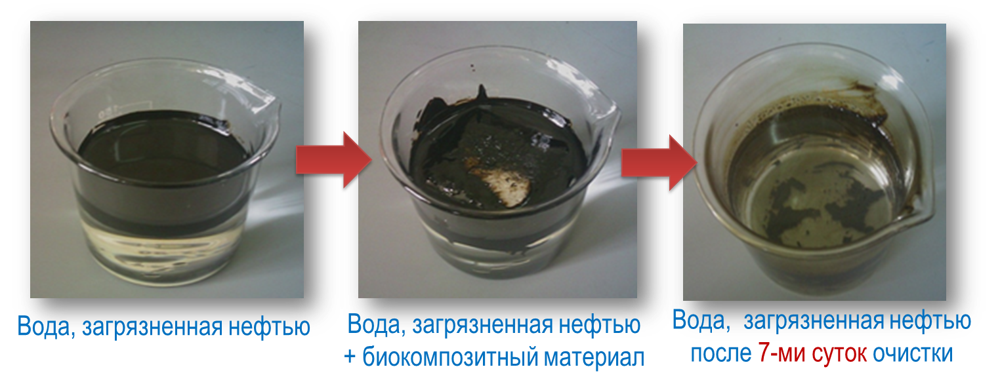 Вода, загрязненная нефтью
Вода, загрязненная нефтью
+ биокомпозитный материал
Вода, загрязненная нефтью
после 7-ми суток очистки